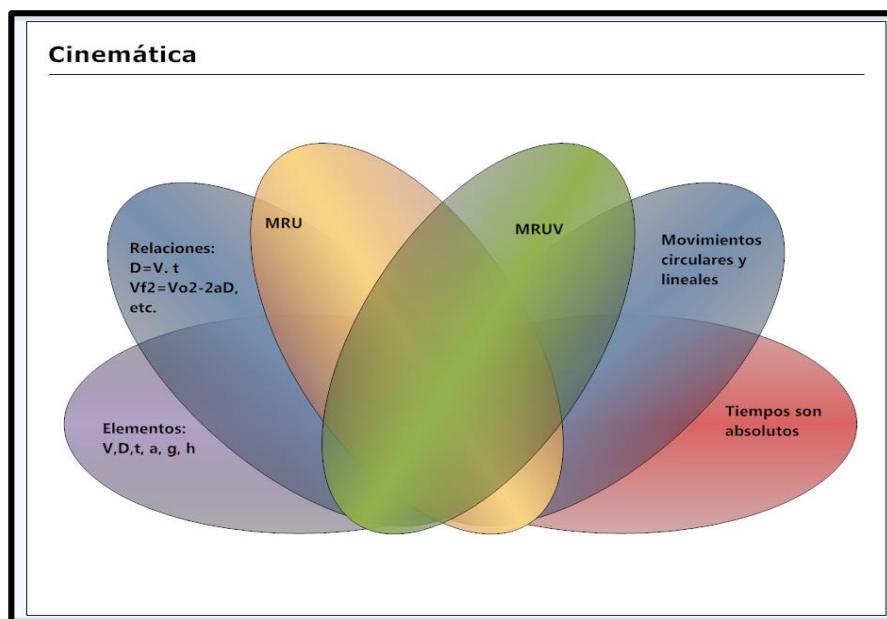 Cinemática
MRU
MRUV
Relaciones:
D=V. t
Vf2=Vo2-2aD,
etc.
Movimientos
circulares y
lineales
Elementos:
V,D,t, a, g, h
Tiempos son
absolutos